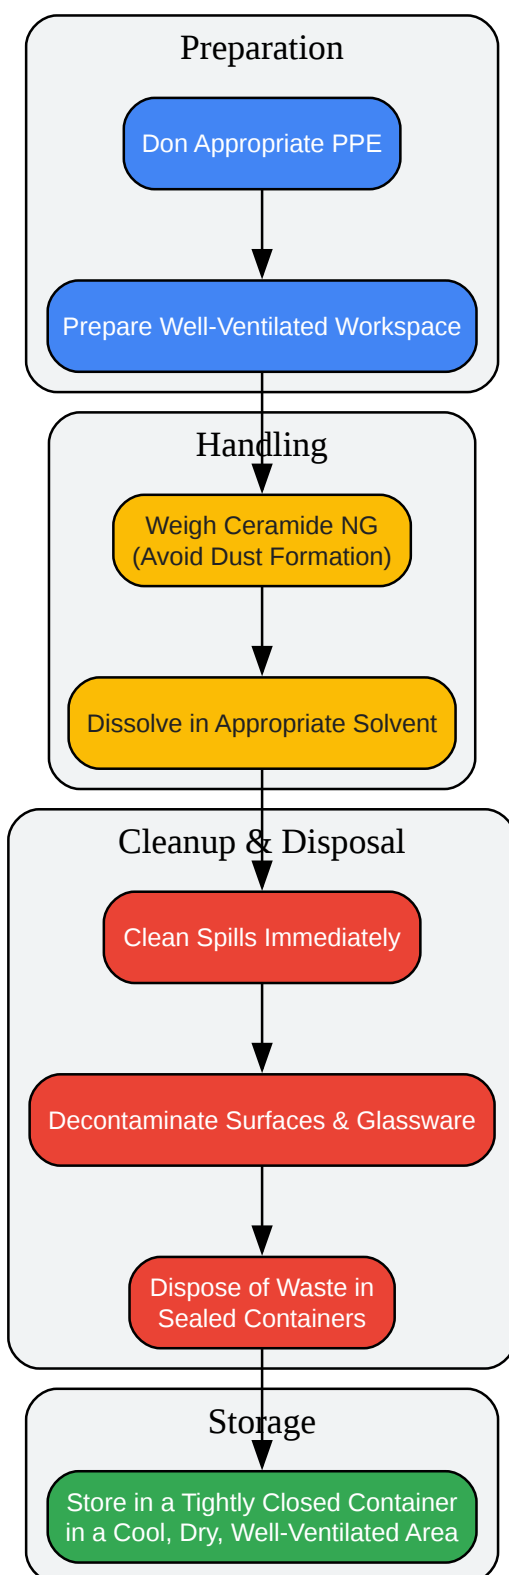 Preparation
Don Appropriate PPE
Prepare Well-Ventilated Workspace
Handling
Weigh Ceramide NG
(Avoid Dust Formation)
Dissolve in Appropriate Solvent
Cleanup & Disposal
Clean Spills Immediately
Decontaminate Surfaces & Glassware
Dispose of Waste in
Sealed Containers
Storage
Store in a Tightly Closed Container
in a Cool, Dry, Well-Ventilated Area